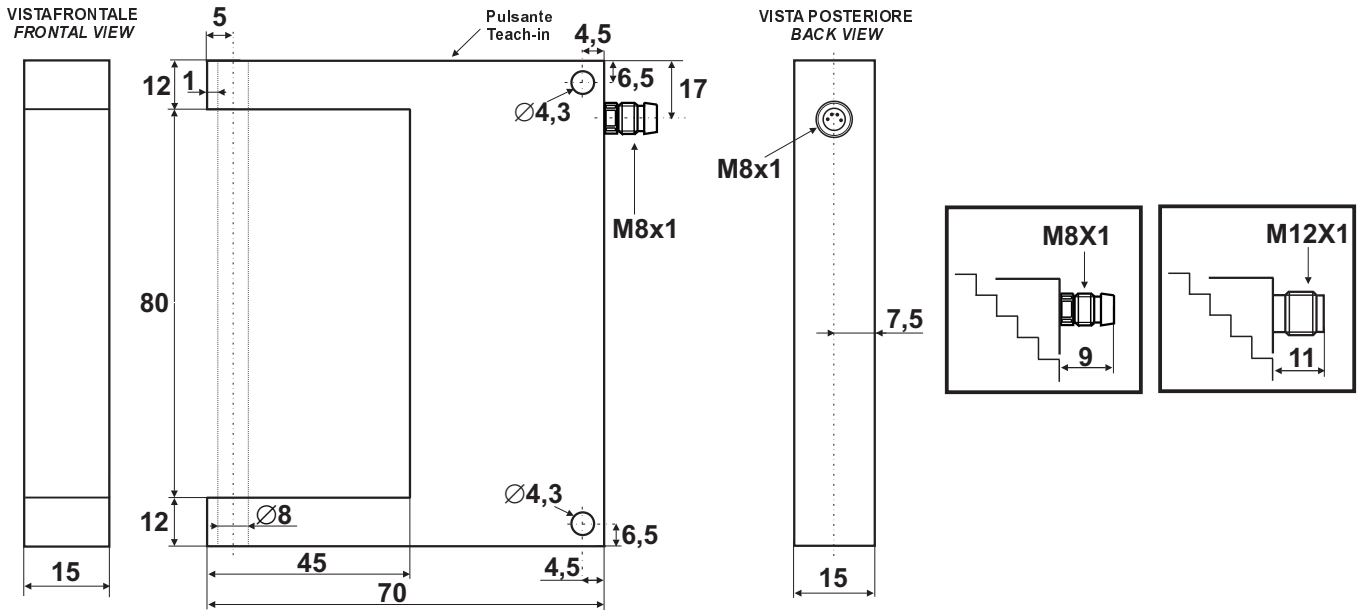 VISTAFRONTALE
FRONTAL VIEW
5
Pulsante
Teach-in
4,5
VISTA POSTERIORE
BACK VIEW
12
1
6,5
17
∅4,3
M8x1
M8x1
M8X1
M12X1
80
7,5
9
11
∅4,3
12
∅8
6,5
15
45
4,5
15
70